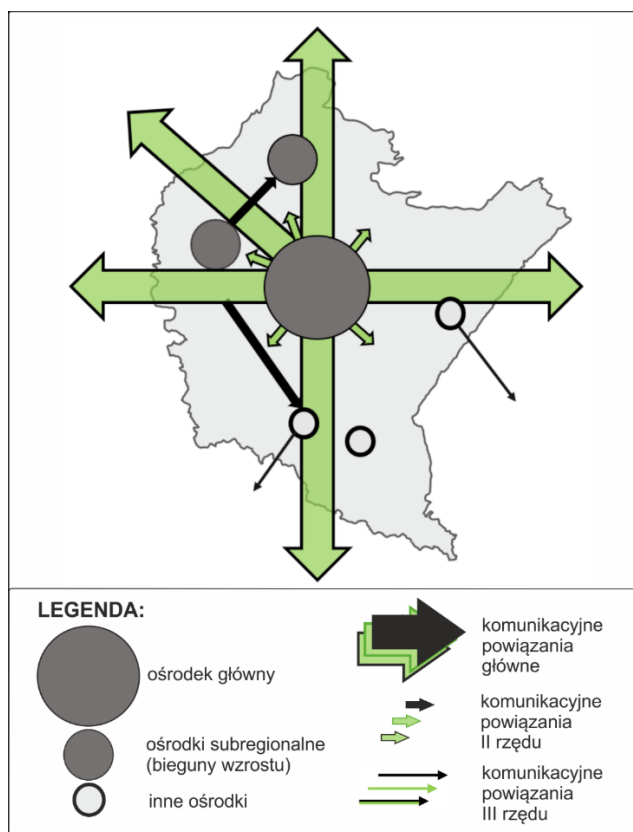 LEGENDA:
ośrodek główny
ośrodki subregionalne
(bieguny wzrostu)
inne ośrodki
komunikacyjne
powiązania
główne
komunikacyjne
powiązania
II rzędu
komunikacyjne
powiązania
III rzędu